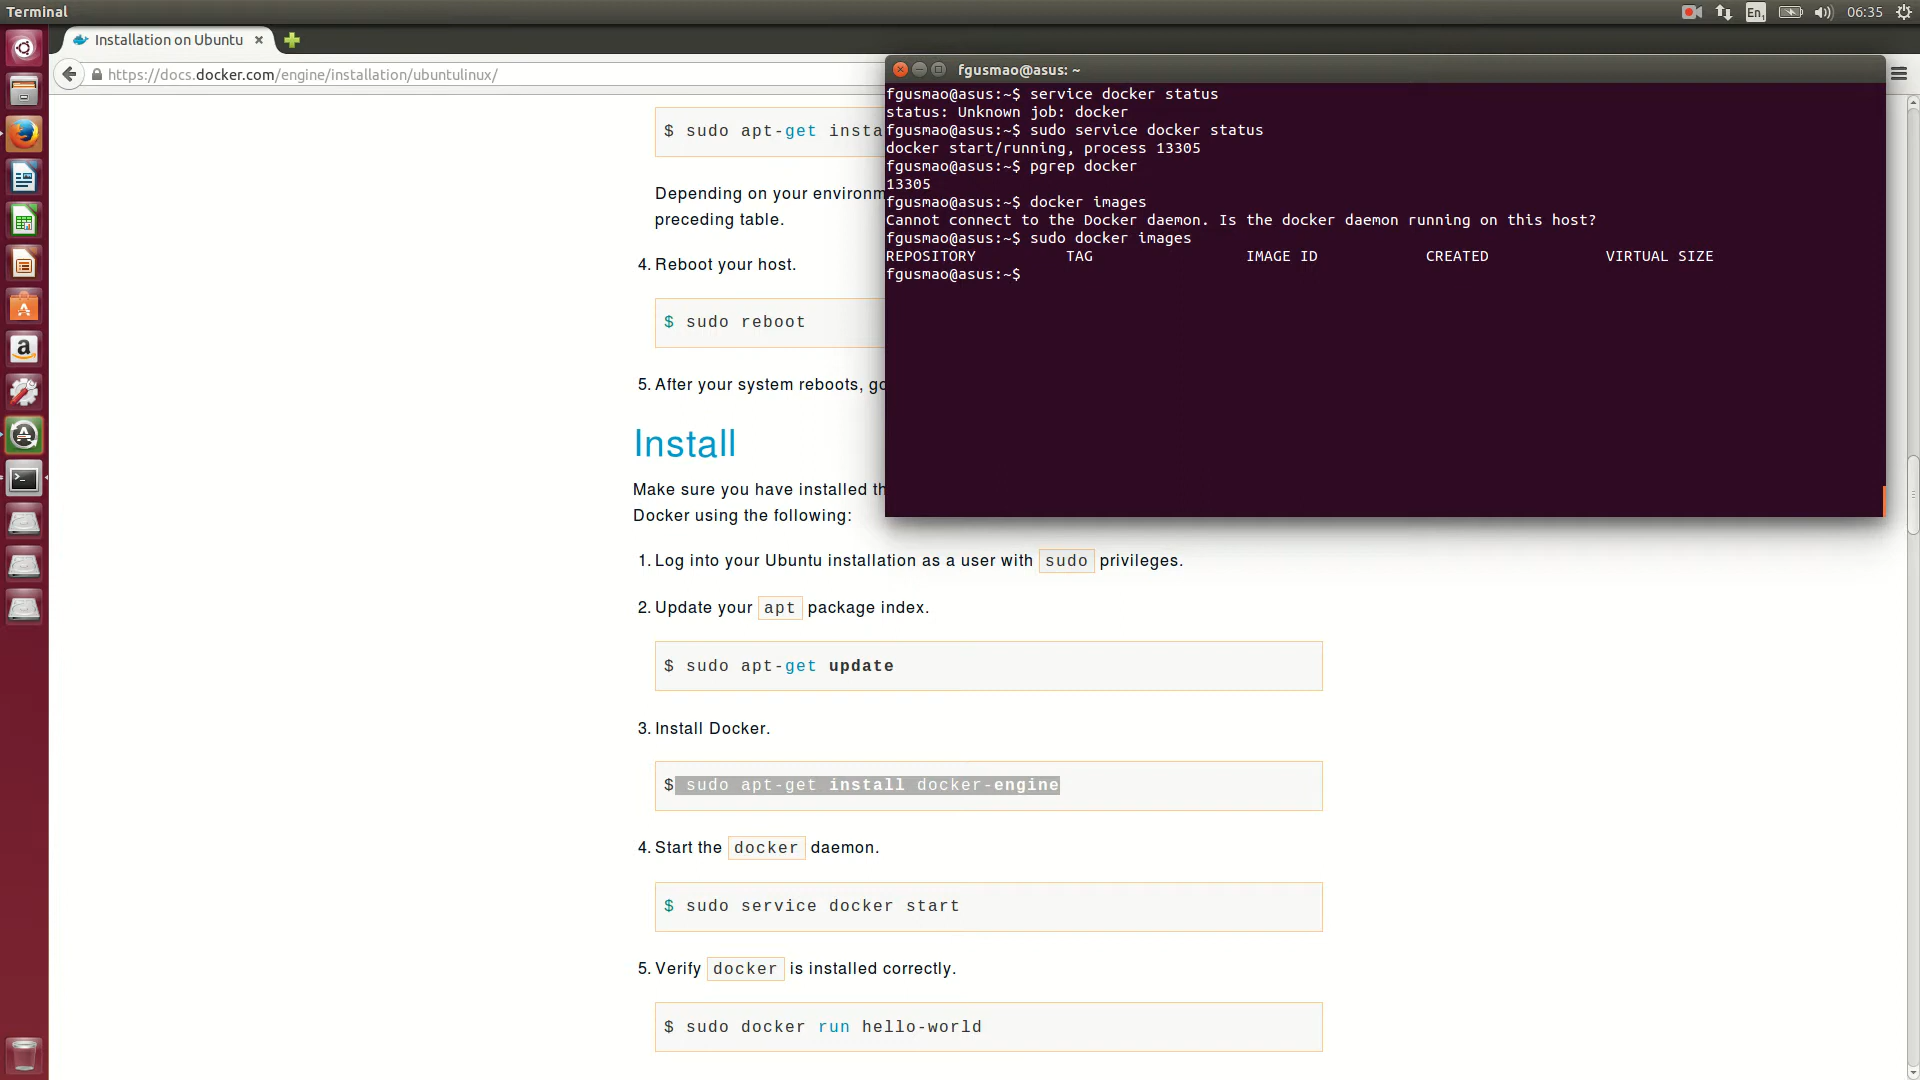 Terminal
En
06:35
Installation on Ubuntu
https://docs.docker.com/engine/installation/ubuntulinux/
$ sudo apt-get insta
Depending on your environm
preceding table.
4. Reboot your host.
$ sudo reboot
5. After your system reboots, go
Install
Make sure you have installed th
Docker using the following:
1. Log into your Ubuntu installation as a user with sudo privileges.
2. Update your apt package index.
$ sudo apt-get update
3. Install Docker.
$ sudo apt-get install docker-engine
4. Start the docker daemon.
$ sudo service docker start
5. Verify docker is installed correctly.
$ sudo docker run hello-world
fgusmao@asus: ~
fgusmao@asus:~$ service docker status
status: Unknown job: docker
fgusmao@asus:~$ sudo service docker status
docker start/running, process 13305
fgusmao@asus:~$ pgrep docker
13305
fgusmao@asus:~$ docker images
Cannot connect to the Docker daemon. Is the docker daemon running on this host?
fgusmao@asus:~$ sudo docker images
REPOSITORY TAG IMAGE ID CREATED VIRTUAL SIZE
fgusmao@asus:~$